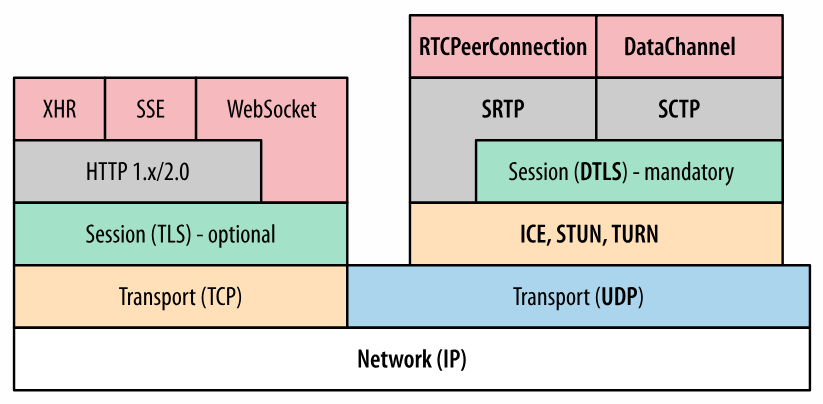 RTCPeerConnection DataChannel
XHR SSE WebSocket SRTP SCTP
HTTP 1.x/2.0 Session (DTLS) - mandatory
Session (TLS) - optional ICE, STUN, TURN
Transport (TCP) Transport (UDP)
Network (IP)